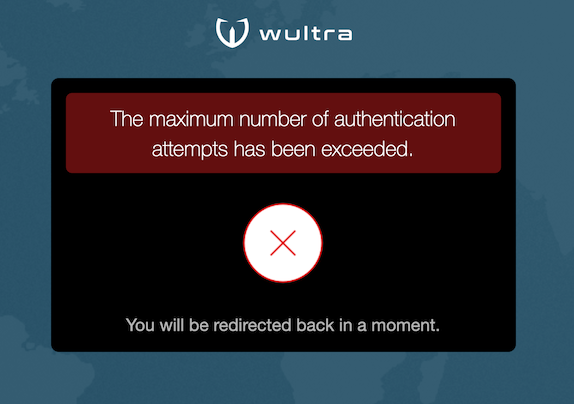 wultra
The maximum number of authentication
attempts has been exceeded.
You will be redirected back in a moment.